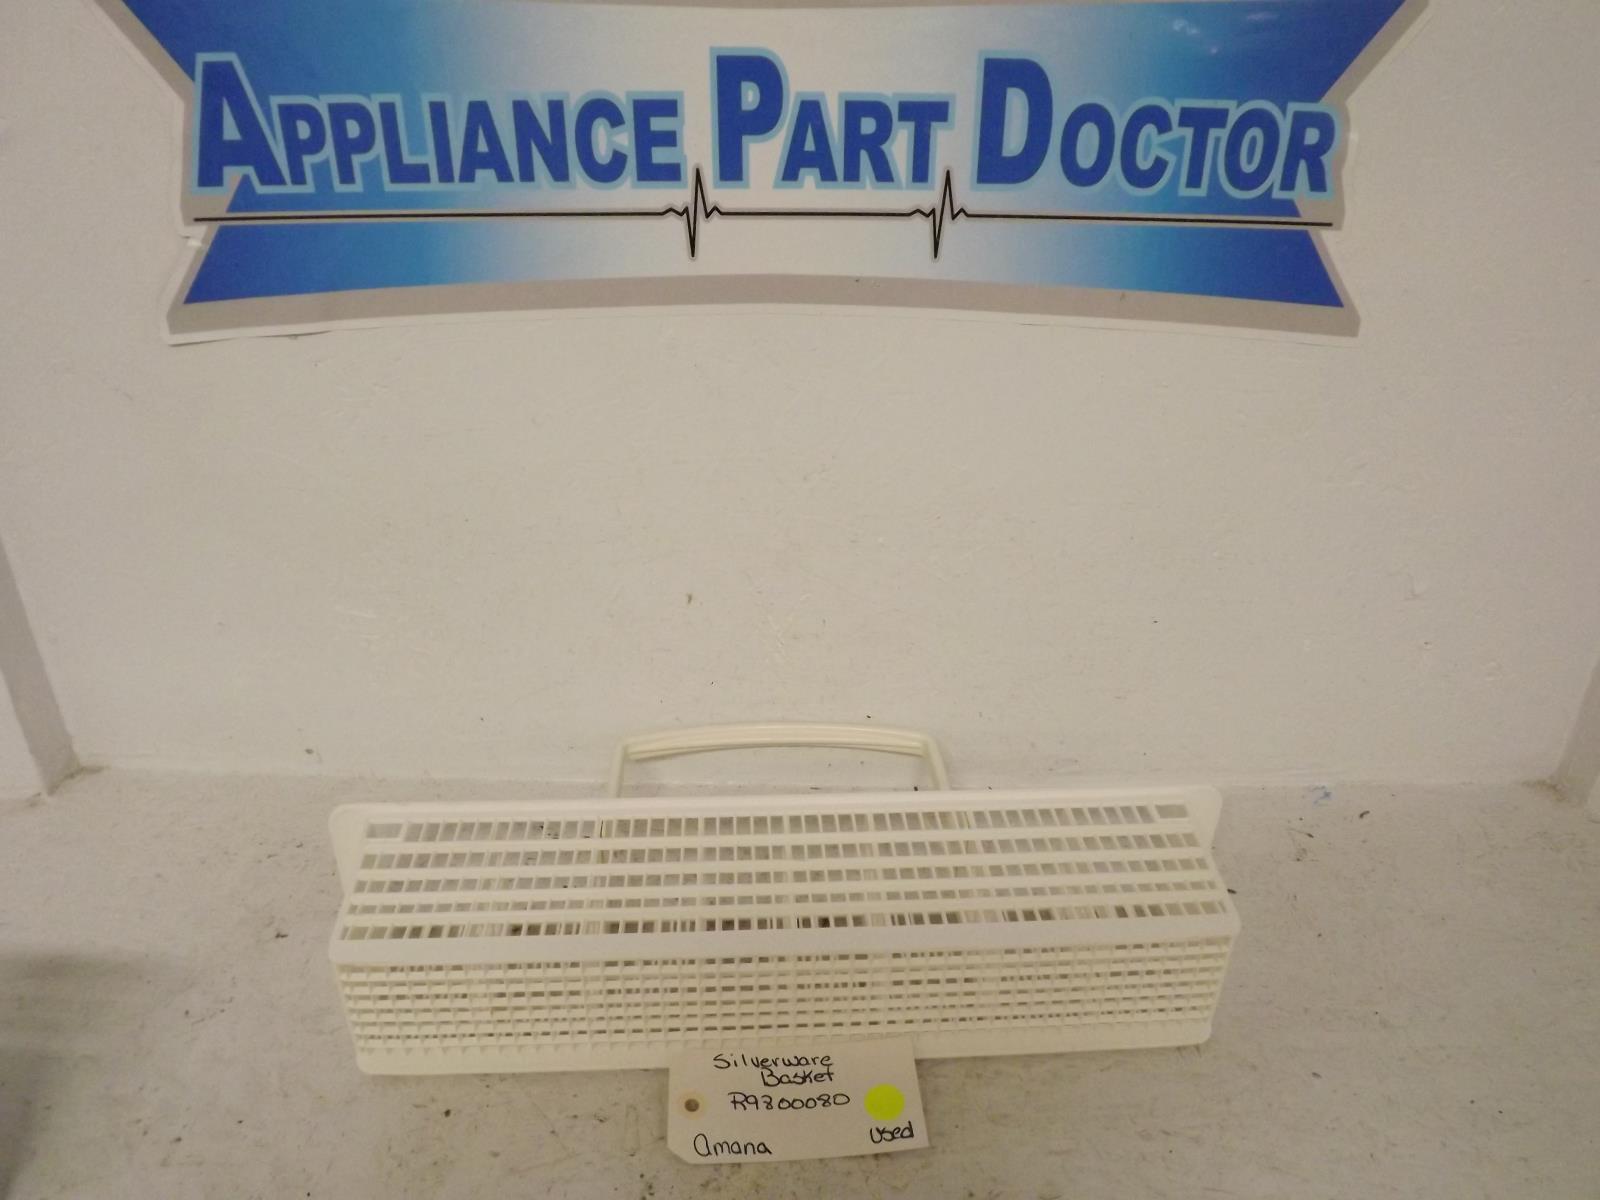 APPLIANCE PART DOCTOR
Silverware
Basket
R9800080
Used
Amana